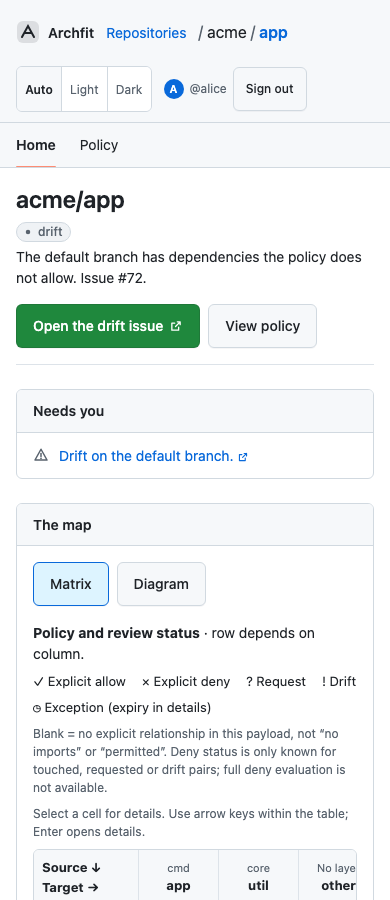 Archfit Repositories / acme / app
Auto Light Dark A @alice Sign out
Home Policy
acme/app
• drift
The default branch has dependencies the policy does
not allow. Issue #72.
Open the drift issue View policy
Needs you
Drift on the default branch.
The map
Matrix Diagram
Policy and review status · row depends on
column.
✓ Explicit allow × Explicit deny ? Request ! Drift
◷ Exception (expiry in details)
Blank = no explicit relationship in this payload, not “no
imports” or “permitted”. Deny status is only known for
touched, requested or drift pairs; full deny evaluation is
not available.
Select a cell for details. Use arrow keys within the table;
Enter opens details.
Source ↓ cmd core No laye
Target → app util other